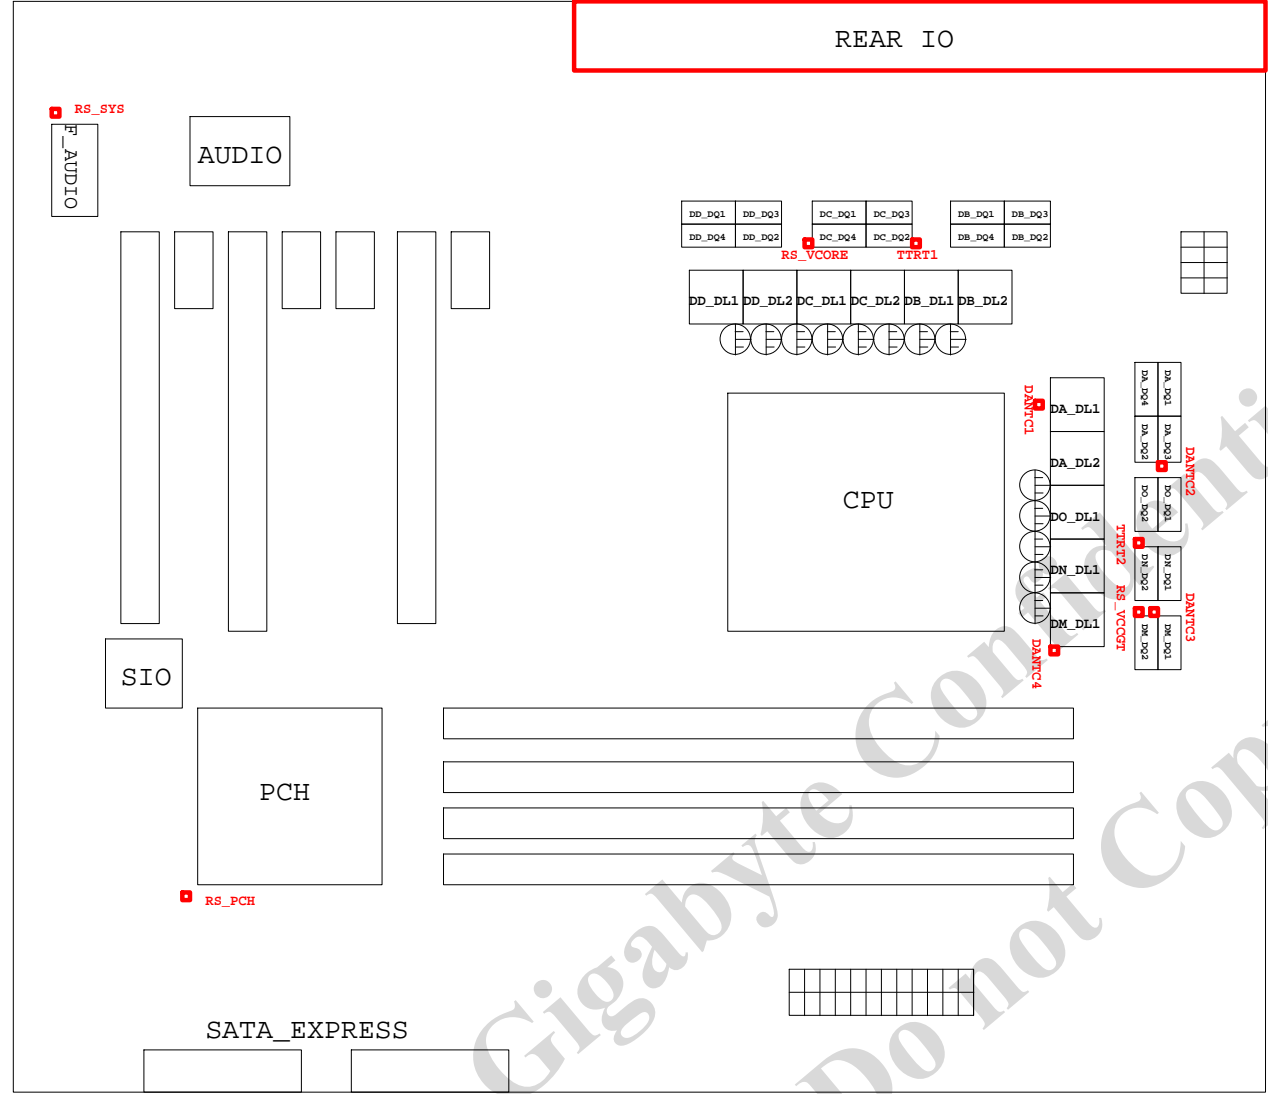 REAR IO
RS_SYS
F_AUDIO
AUDIO
DD_DQ1 DD_DQ3 DC_DQ1 DC_DQ3 DB_DQ1 DB_DQ3
DD_DQ4 DD_DQ2 DC_DQ4 DC_DQ2 DB_DQ4 DB_DQ2
RS_VCORE TTRT1
DD_DL1 DD_DL2 DC_DL1 DC_DL2 DB_DL1 DB_DL2
DANTC1
DA_DL1
DA_DQ4 DA_DQ1
DA_DL2
DA_DQ2 DA_DQ3
DANTC2
CPU
DO_DL1
DO_DQ2 DO_DQ1
TTRT2
DN_DL1
DN_DQ2 DN_DQ1
RS_VCCGT
DANTC3
DM_DL1
DM_DQ2 DM_DQ1
DANTC4
SIO
PCH
RS_PCH
SATA_EXPRESS
Gigabyte Confidenti
Do not Cop